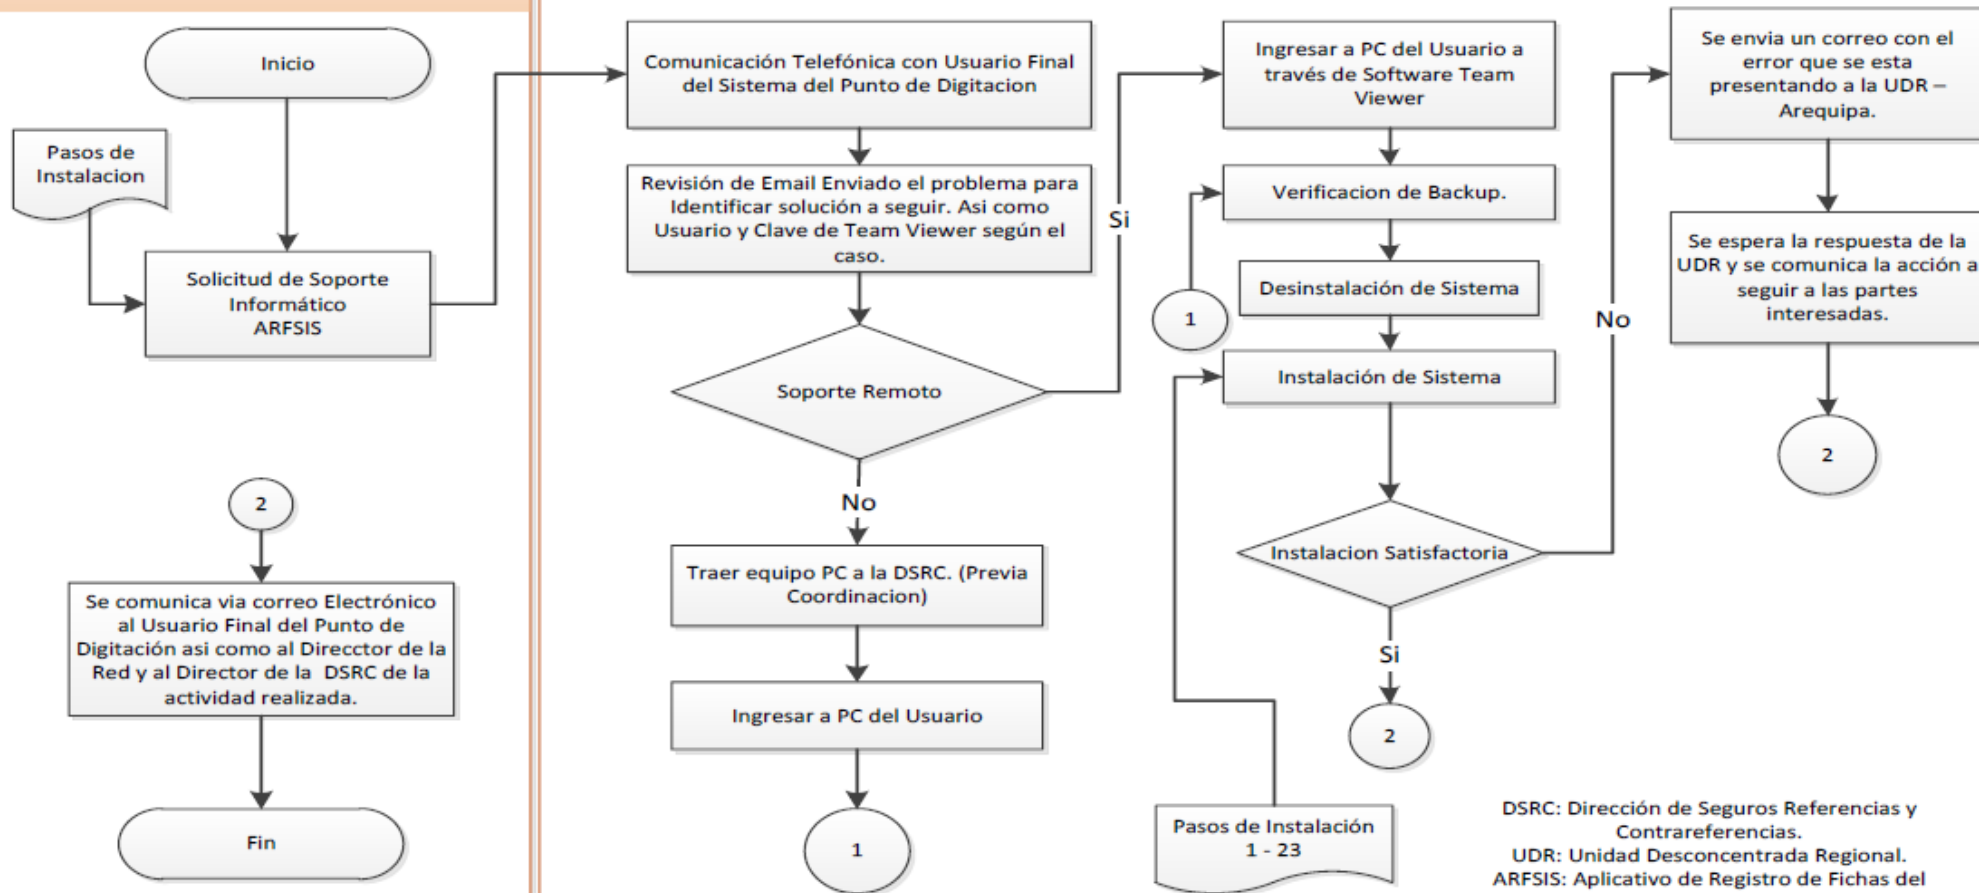 Inicio
Pasos de
Instalacion
Solicitud de Soporte
Informático
ARFSIS
2
Se comunica via correo Electrónico
al Usuario Final del Punto de
Digitación asi como al Direcctor de la
Red y al Director de la DSRC de la
actividad realizada.
Fin
Comunicación Telefónica con Usuario Final
del Sistema del Punto de Digitacion
Revisión de Email Enviado el problema para
Identificar solución a seguir. Asi como
Usuario y Clave de Team Viewer según el
caso.
Soporte Remoto
Si
No
Traer equipo PC a la DSRC. (Previa
Coordinacion)
Ingresar a PC del Usuario
1
Ingresar a PC del Usuario a
través de Software Team
Viewer
Verificacion de Backup.
1
Desinstalación de Sistema
Instalación de Sistema
Instalacion Satisfactoria
No
Si
2
Pasos de Instalación
1 - 23
Se envia un correo con el
error que se esta
presentando a la UDR –
Arequipa.
Se espera la respuesta de la
UDR y se comunica la acción a
seguir a las partes
interesadas.
2
DSRC: Dirección de Seguros Referencias y
Contrareferencias.
UDR: Unidad Desconcentrada Regional.
ARFSIS: Aplicativo de Registro de Fichas del